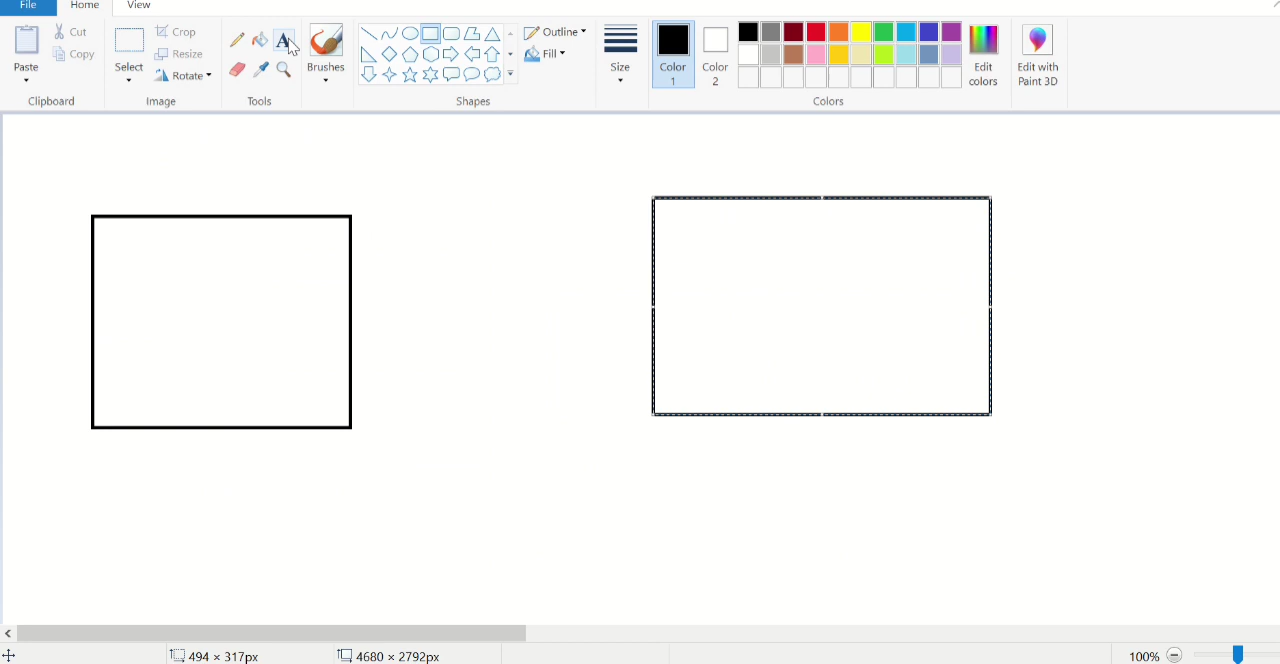 File Home View
Cut Crop Outline
Paste Copy Select Resize Brushes Fill Size Color 1 Color 2 Edit colors Edit with Paint 3D
Rotate
Clipboard Image Tools Shapes Colors
494 × 317px 4680 × 2792px 100%